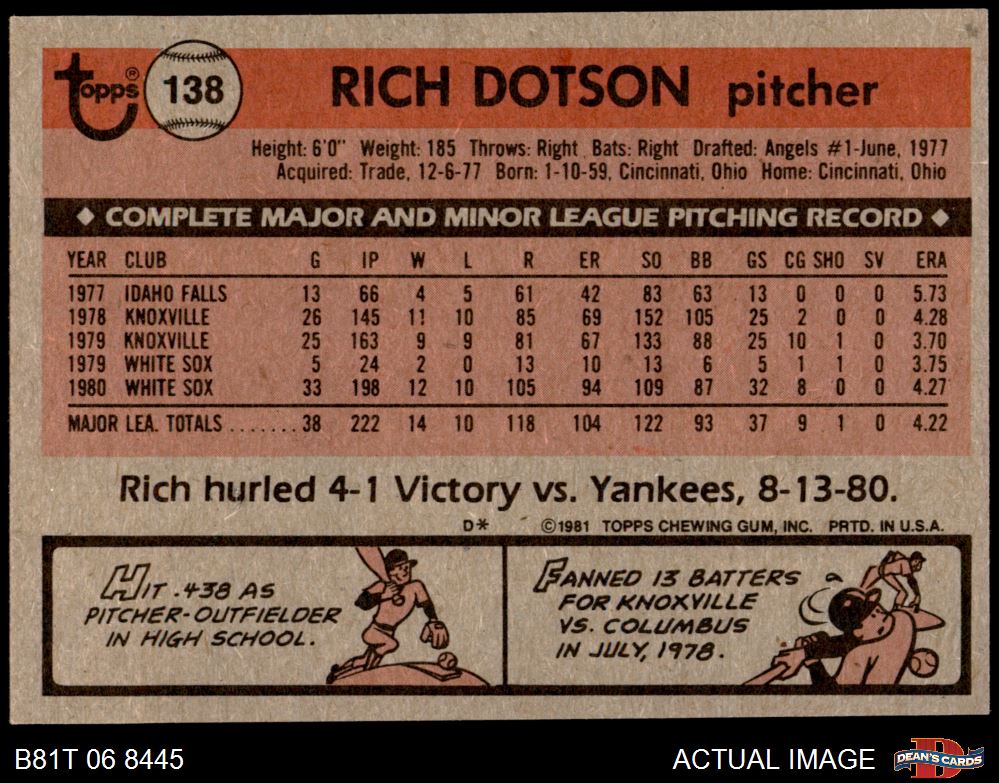 Topps® 138 RICH DOTSON pitcher
Height: 6'0" Weight: 185 Throws: Right Bats: Right Drafted: Angels #1-June, 1977
Acquired: Trade, 12-6-77 Born: 1-10-59, Cincinnati, Ohio Home: Cincinnati, Ohio
◆ COMPLETE MAJOR AND MINOR LEAGUE PITCHING RECORD ◆
YEAR CLUB G IP W L R ER SO BB GS CG SHO SV ERA
1977 IDAHO FALLS 13 66 4 5 61 42 83 63 13 0 0 0 5.73
1978 KNOXVILLE 26 145 11 10 85 69 152 105 25 2 0 0 4.28
1979 KNOXVILLE 25 163 9 9 81 67 133 88 25 10 1 0 3.70
1979 WHITE SOX 5 24 2 0 13 10 13 6 5 1 1 0 3.75
1980 WHITE SOX 33 198 12 10 105 94 109 87 32 8 0 0 4.27
MAJOR LEA. TOTALS ....... 38 222 14 10 118 104 122 93 37 9 1 0 4.22
Rich hurled 4-1 Victory vs. Yankees, 8-13-80.
D* ©1981 TOPPS CHEWING GUM, INC. PRTD. IN U.S.A.
HIT .438 AS
PITCHER-OUTFIELDER
IN HIGH SCHOOL.
FANNED 13 BATTERS
FOR KNOXVILLE
VS. COLUMBUS
IN JULY, 1978.
B81T 06 8445 ACTUAL IMAGE DEAN'S CARDS